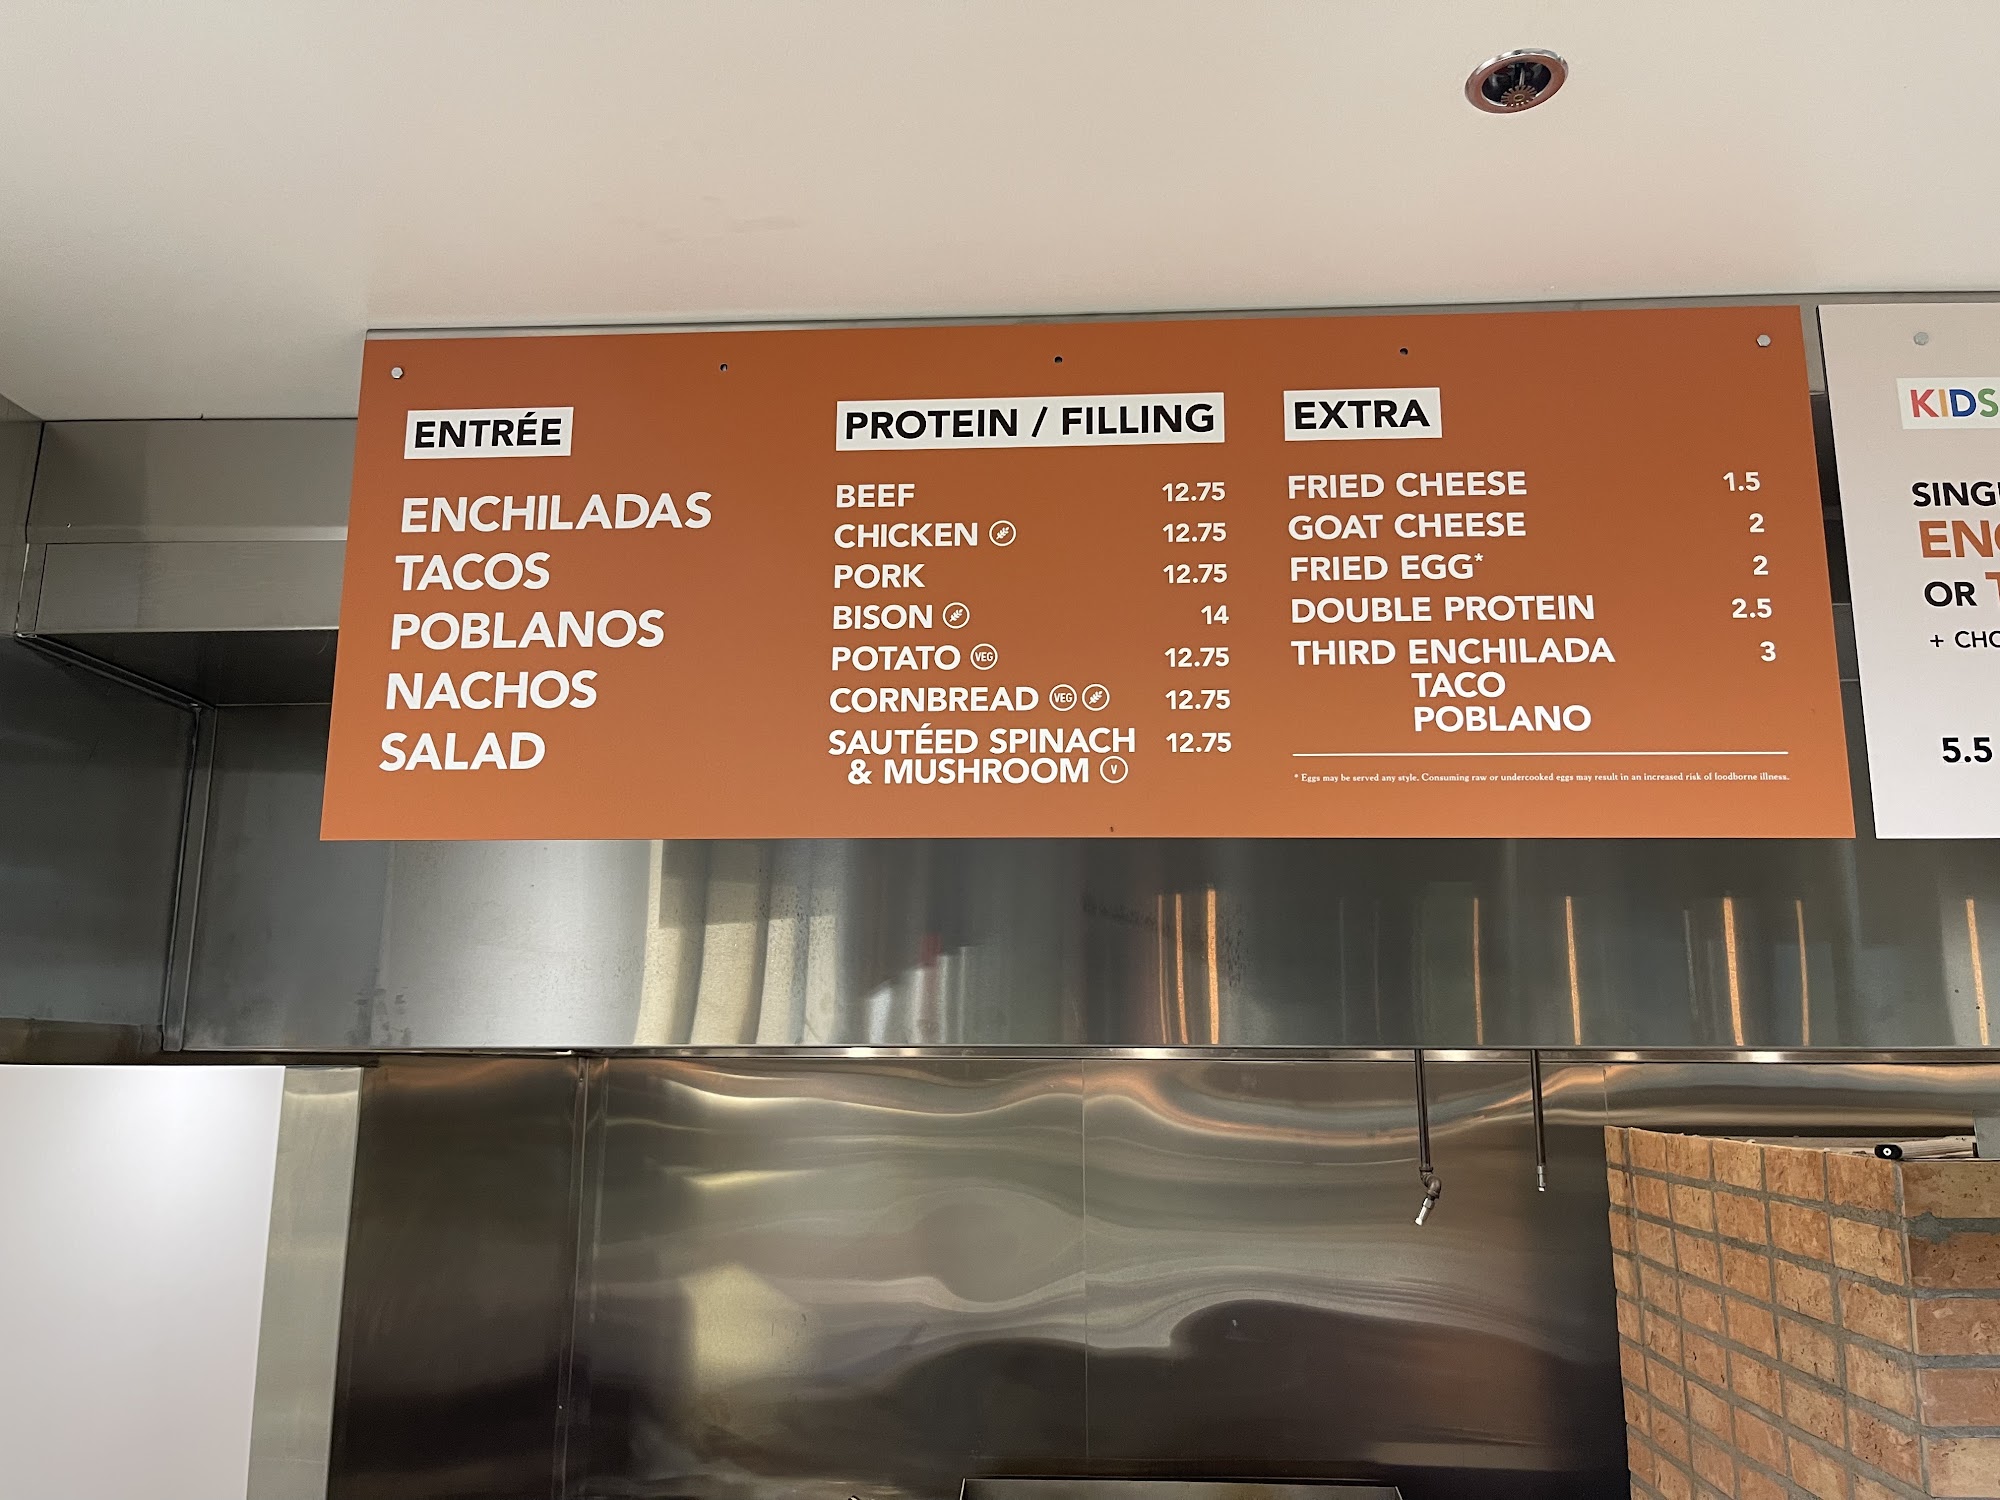 ENTRÉE
ENCHILADAS
TACOS
POBLANOS
NACHOS
SALAD
PROTEIN / FILLING
BEEF 12.75
CHICKEN 12.75
PORK 12.75
BISON 14
POTATO VEG 12.75
CORNBREAD VEG 12.75
SAUTÉED SPINACH 12.75
& MUSHROOM V
EXTRA
FRIED CHEESE 1.5
GOAT CHEESE 2
FRIED EGG* 2
DOUBLE PROTEIN 2.5
THIRD ENCHILADA 3
TACO
POBLANO
* Eggs may be served any style. Consuming raw or undercooked eggs may result in an increased risk of foodborne illness.
KIDS
OR
5.5